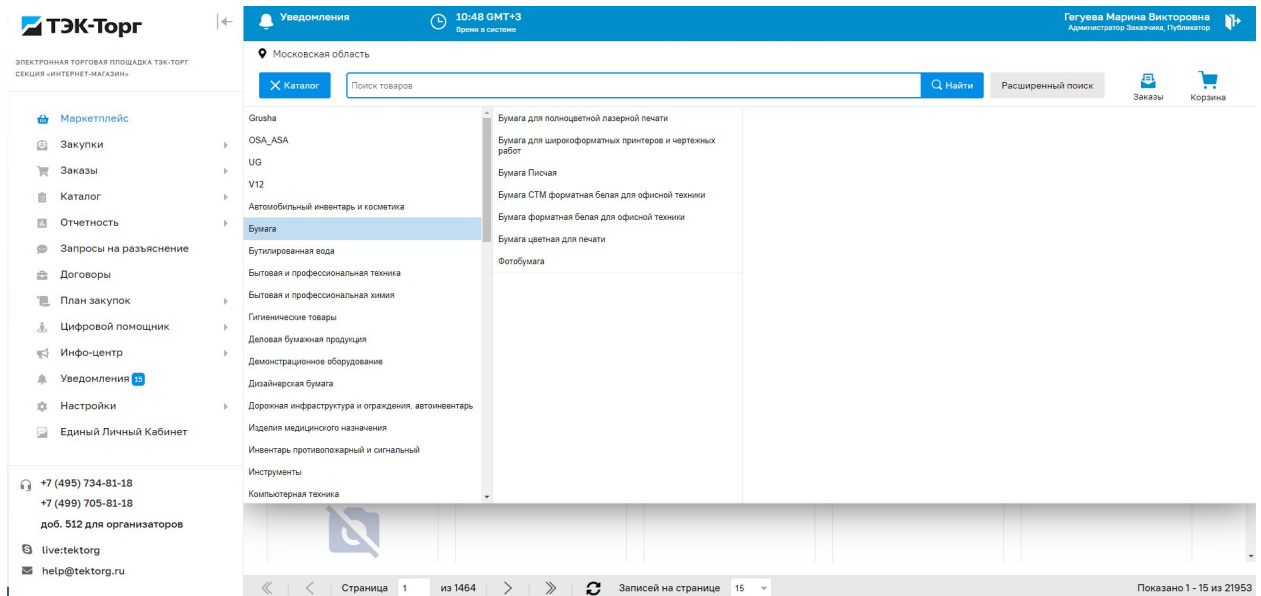 ТЭК-Торг
ЭЛЕКТРОННАЯ ТОРГОВАЯ ПЛОЩАДКА ТЭК-ТОРГ
СЕКЦИЯ «ИНТЕРНЕТ-МАГАЗИН»
Маркетплейс
Закупки
Заказы
Каталог
Отчетность
Запросы на разъяснение
Договоры
План закупок
Цифровой помощник
Инфо-центр
Уведомления 15
Настройки
Единый Личный Кабинет
+7 (495) 734-81-18
+7 (499) 705-81-18
доб. 512 для организаторов
live:tektorg
help@tektorg.ru
Уведомления
10:48 GMT+3
Время в системе
Гегуева Марина Викторовна
Администратор Заказчика, Публикатор
Московская область
Каталог
Поиск товаров
Найти
Расширенный поиск
Заказы
Корзина
Grusha
OSA_ASA
UG
V12
Автомобильный инвентарь и косметика
Бумага
Бутилированная вода
Бытовая и профессиональная техника
Бытовая и профессиональная химия
Гигиенические товары
Деловая бумажная продукция
Демонстрационное оборудование
Дизайнерская бумага
Дорожная инфраструктура и ограждения, автоинвентарь
Изделия медицинского назначения
Инвентарь противопожарный и сигнальный
Инструменты
Компьютерная техника
Бумага для полноцветной лазерной печати
Бумага для широкоформатных принтеров и чертежных
работ
Бумага Писчая
Бумага СТМ форматная белая для офисной техники
Бумага форматная белая для офисной техники
Бумага цветная для печати
Фотобумага
Страница 1 из 1464
Записей на странице 15
Показано 1 - 15 из 21953